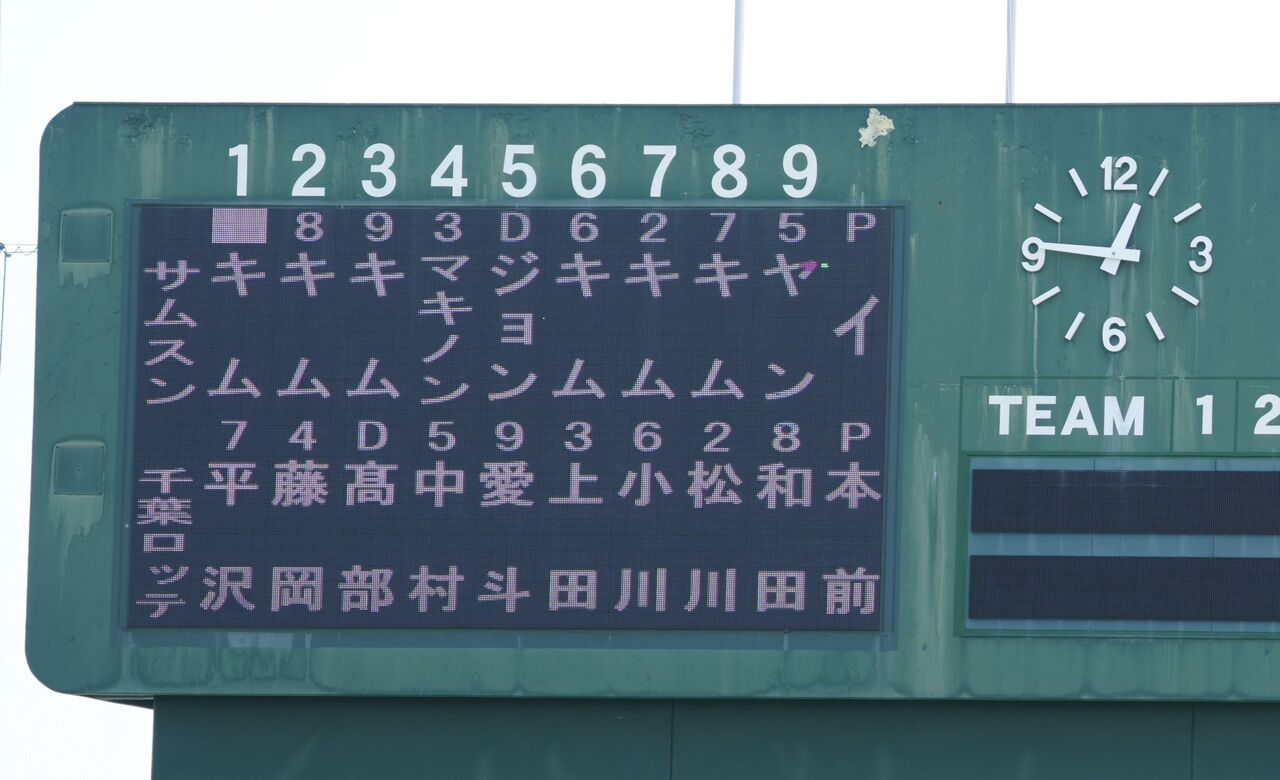 1 2 3 4 5 6 7 8 9
8 9 3 D 6 2 7 5 P
サムスン キム キム キム マキノン ジョン キム キム キム ヤン イ
7 4 D 5 9 3 6 2 8 P
千葉ロッテ 平沢 藤岡 髙部 中村 愛斗 上田 小川 松川 和田 本前
12
9 3
6
TEAM 1 2